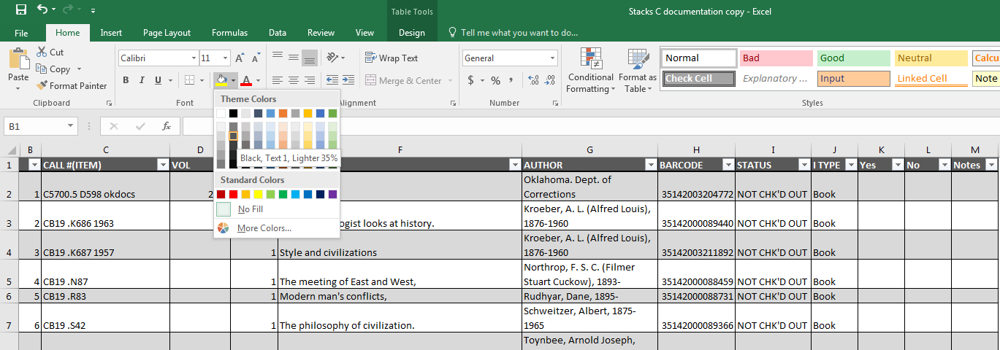 Table Tools
Stacks C documentation copy - Excel
File Home Insert Page Layout Formulas Data Review View Design Tell me what you want to do...
Cut
Copy
Format Painter
Paste
Clipboard
Calibri 11
B I U A
Font
Wrap Text
Merge & Center
Alignment
General
$ % ,
Number
Conditional Formatting
Format as Table
Normal Bad Good Neutral
Check Cell Explanatory ... Input Linked Cell Note
Styles
Theme Colors
Black, Text 1, Lighter 35%
Standard Colors
No Fill
More Colors...
B1 fx
B C D F G H I J K L M
1 CALL #(ITEM) VOL AUTHOR BARCODE STATUS I TYPE Yes No Notes
2 1 C5700.5 D598 okdocs 2 Oklahoma. Dept. of Corrections 35142003204772 NOT CHK'D OUT Book
3 2 CB19 .K686 1963 looks at history. Kroeber, A. L. (Alfred Louis), 1876-1960 35142000089440 NOT CHK'D OUT Book
4 3 CB19 .K687 1957 1 Style and civilizations Kroeber, A. L. (Alfred Louis), 1876-1960 35142003211892 NOT CHK'D OUT Book
5 4 CB19 .N87 1 The meeting of East and West, Northrop, F. S. C. (Filmer Stuart Cuckow), 1893- 35142000088459 NOT CHK'D OUT Book
6 5 CB19 .R83 1 Modern man's conflicts, Rudhyar, Dane, 1895- 35142000088731 NOT CHK'D OUT Book
7 6 CB19 .S42 1 The philosophy of civilization. Schweitzer, Albert, 1875-1965 35142000089366 NOT CHK'D OUT Book
Toynbee, Arnold Joseph,